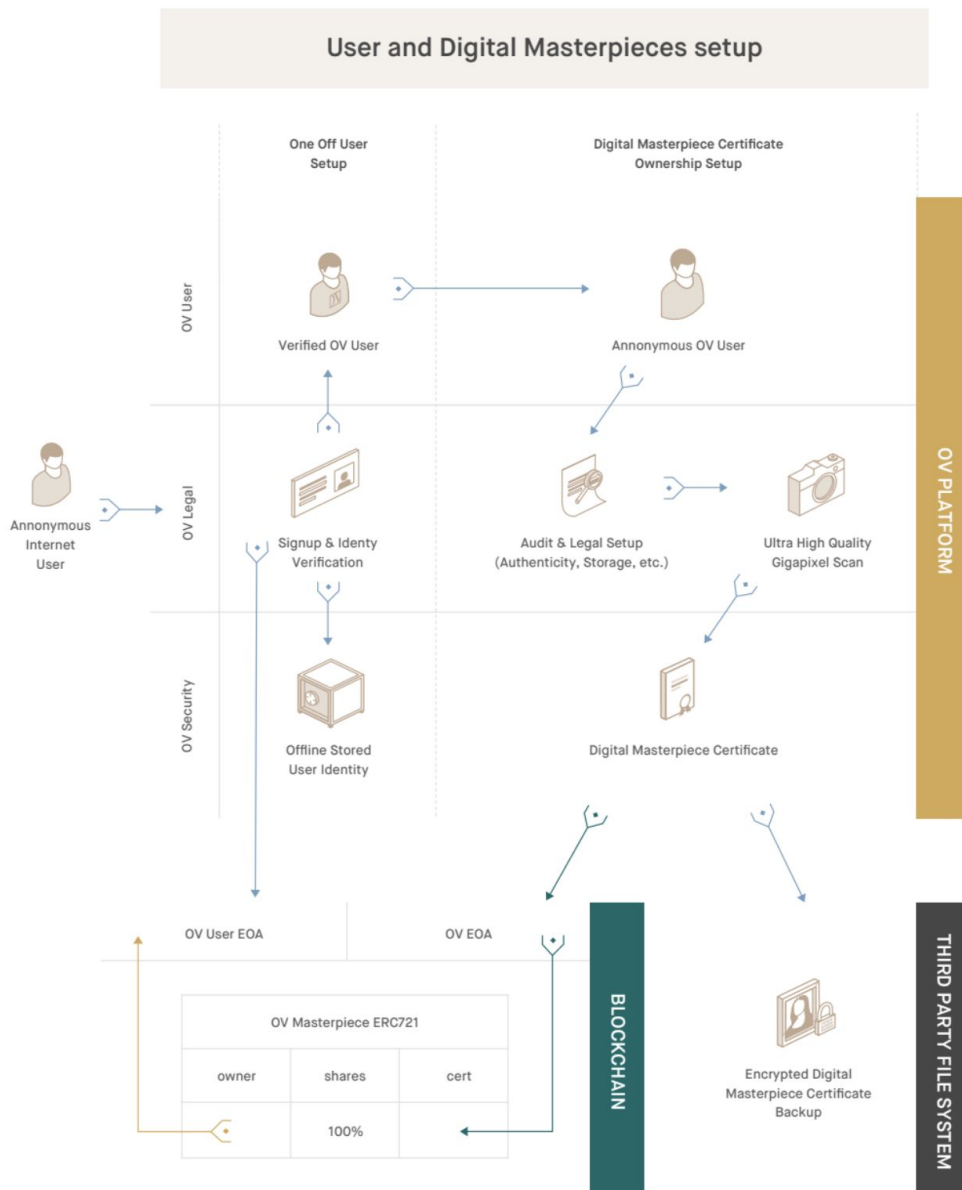 User and Digital Masterpieces setup
One Off User
Setup
Digital Masterpiece Certificate
Ownership Setup
OV User
Verified OV User
Annonymous OV User
OV PLATFORM
Annonymous
Internet
User
OV Legal
Signup & Identy
Verification
Audit & Legal Setup
(Authenticity, Storage, etc.)
Ultra High Quality
Gigapixel Scan
OV Security
Offline Stored
User Identity
Digital Masterpiece Certificate
OV User EOA
OV EOA
BLOCKCHAIN
THIRD PARTY FILE SYSTEM
OV Masterpiece ERC721
owner
shares
cert
100%
Encrypted Digital
Masterpiece Certificate
Backup